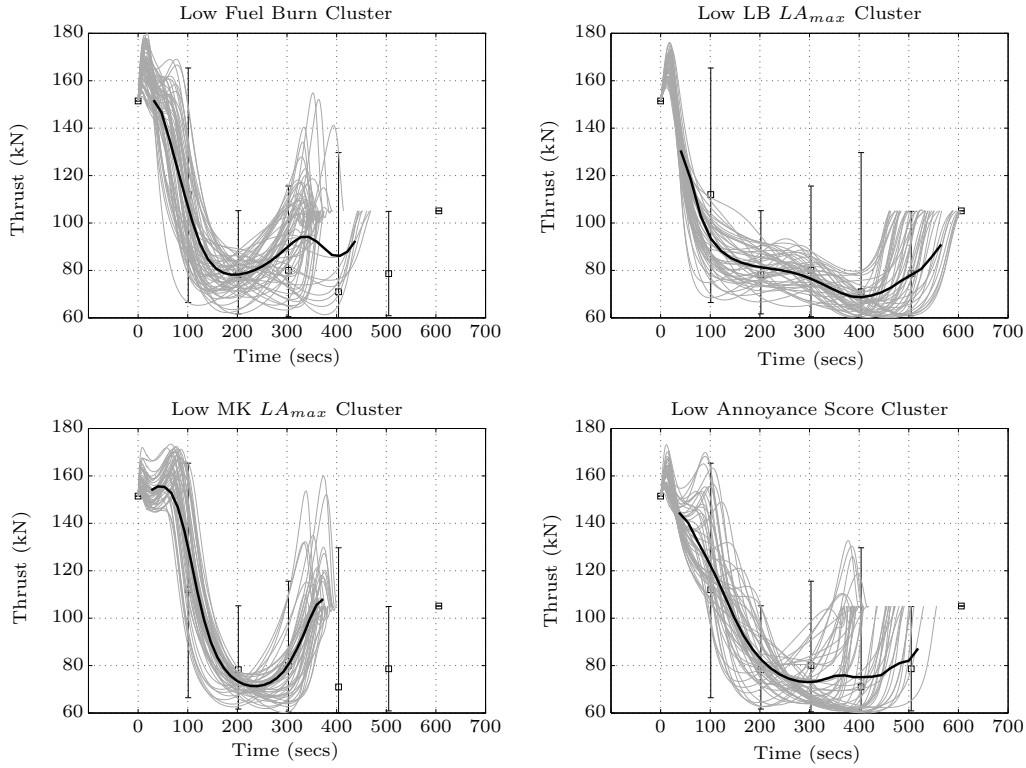 Low Fuel Burn Cluster
180
160
140
120
100
80
60
Thrust (kN)
0 100 200 300 400 500 600 700
Time (secs)
Low LB LAmax Cluster
180
160
140
120
100
80
60
Thrust (kN)
0 100 200 300 400 500 600 700
Time (secs)
Low MK LAmax Cluster
180
160
140
120
100
80
60
Thrust (kN)
0 100 200 300 400 500 600 700
Time (secs)
Low Annoyance Score Cluster
180
160
140
120
100
80
60
Thrust (kN)
0 100 200 300 400 500 600 700
Time (secs)